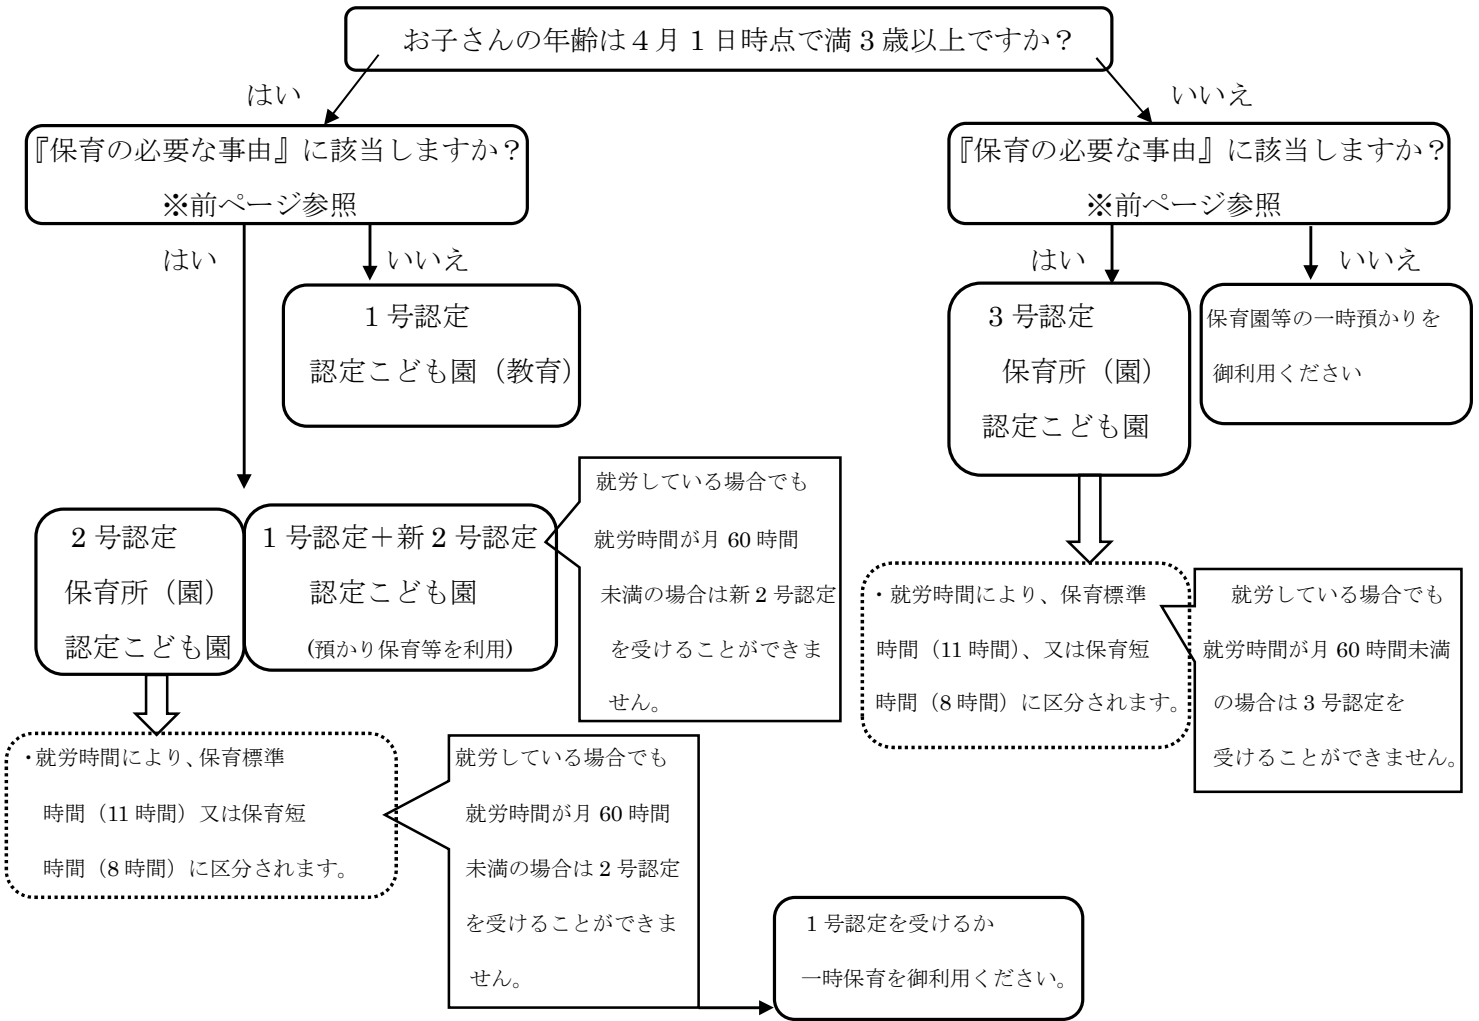 お子さんの年齢は４月１日時点で満３歳以上ですか？
はい
いいえ
『保育の必要な事由』に該当しますか？
※前ページ参照
『保育の必要な事由』に該当しますか？
※前ページ参照
はい
いいえ
はい
いいえ
１号認定
認定こども園（教育）
３号認定
保育所（園）
認定こども園
保育園等の一時預かりを
御利用ください
２号認定
保育所（園）
認定こども園
１号認定＋新２号認定
認定こども園
(預かり保育等を利用)
就労している場合でも
就労時間が月 60 時間
未満の場合は新２号認定
を受けることができま
せん。
・就労時間により、保育標準
時間（11 時間）、又は保育短
時間（8 時間）に区分されます。
就労している場合でも
就労時間が月 60 時間未満
の場合は３号認定を
受けることができません。
・就労時間により、保育標準
時間（11 時間）又は保育短
時間（8 時間）に区分されます。
就労している場合でも
就労時間が月 60 時間
未満の場合は２号認定
を受けることができま
せん。
１号認定を受けるか
一時保育を御利用ください。